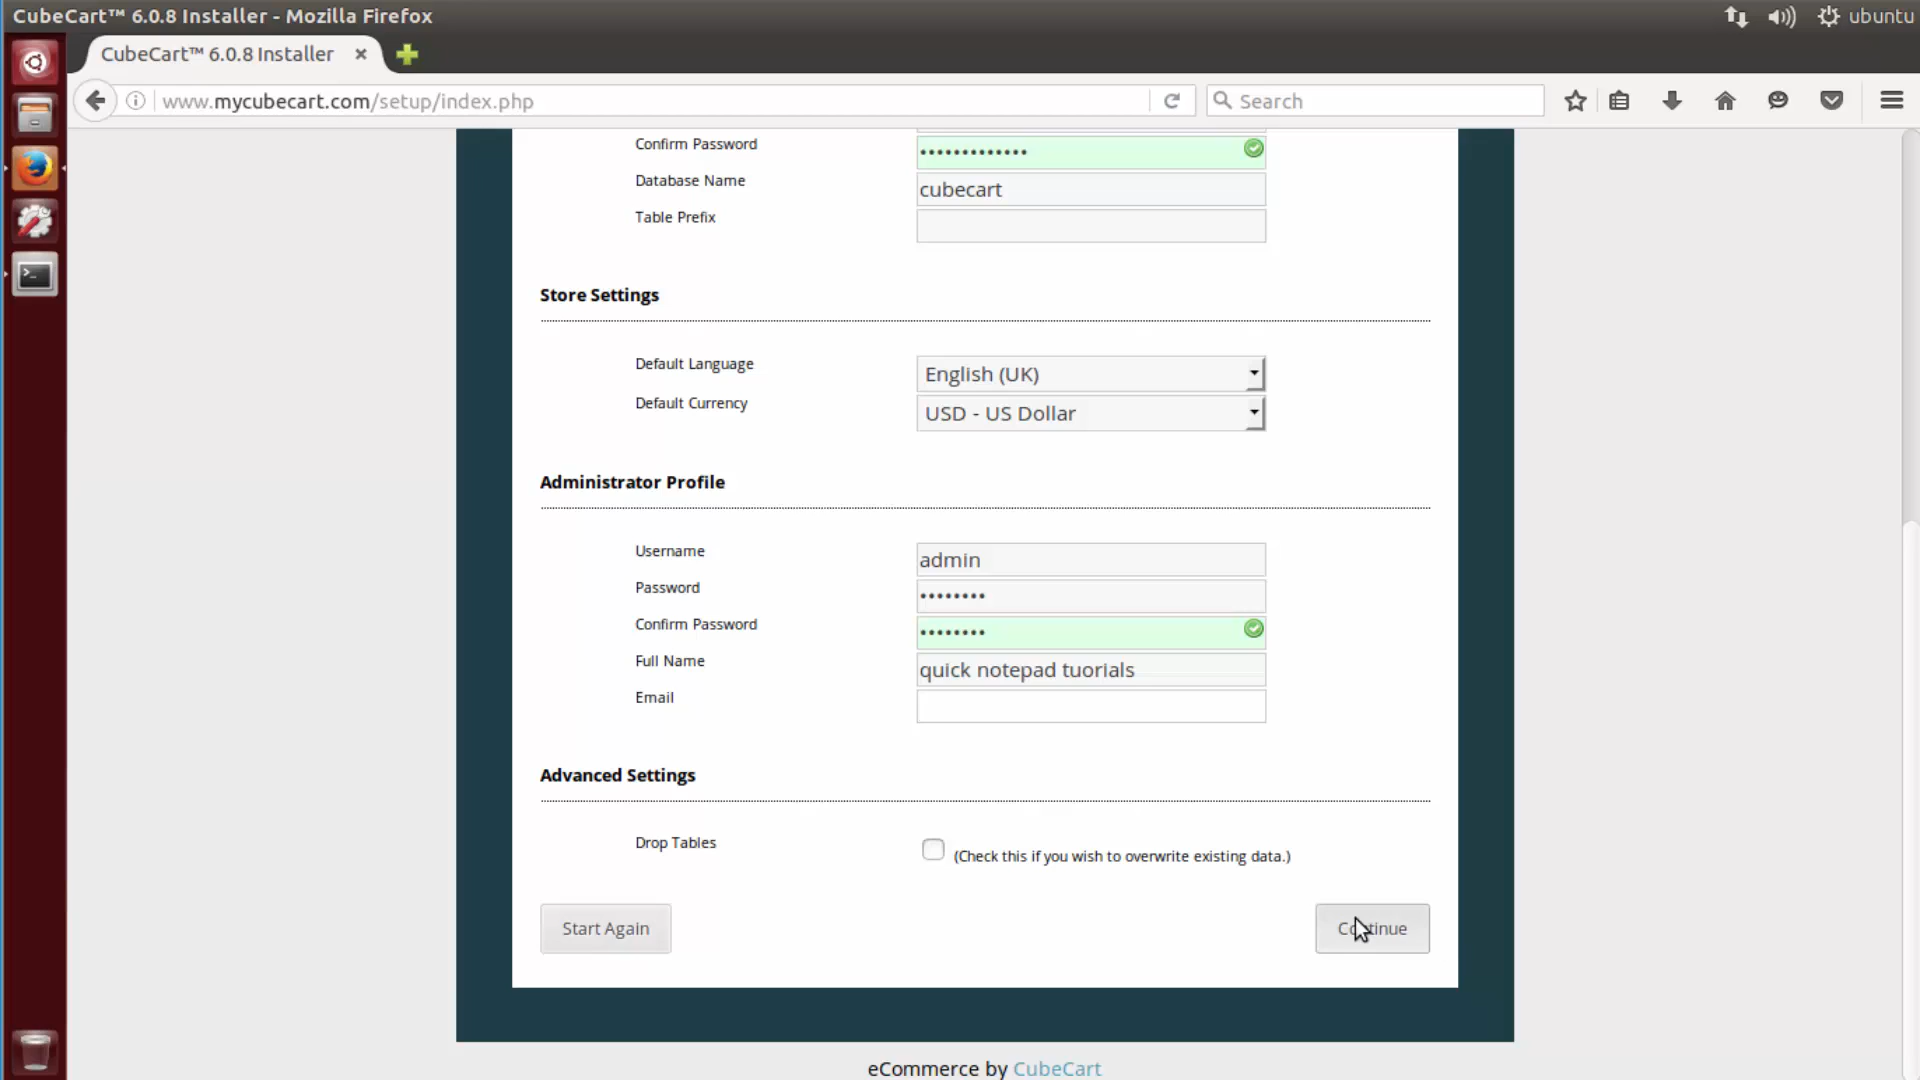 CubeCart™ 6.0.8 Installer - Mozilla Firefox
ubuntu
CubeCart™ 6.0.8 Installer
www.mycubecart.com/setup/index.php
Search
Confirm Password
•••••••••••••
Database Name
cubecart
Table Prefix
Store Settings
Default Language
English (UK)
Default Currency
USD - US Dollar
Administrator Profile
Username
admin
Password
••••••••
Confirm Password
••••••••
Full Name
quick notepad tuorials
Email
Advanced Settings
Drop Tables
(Check this if you wish to overwrite existing data.)
Start Again
Continue
eCommerce by CubeCart